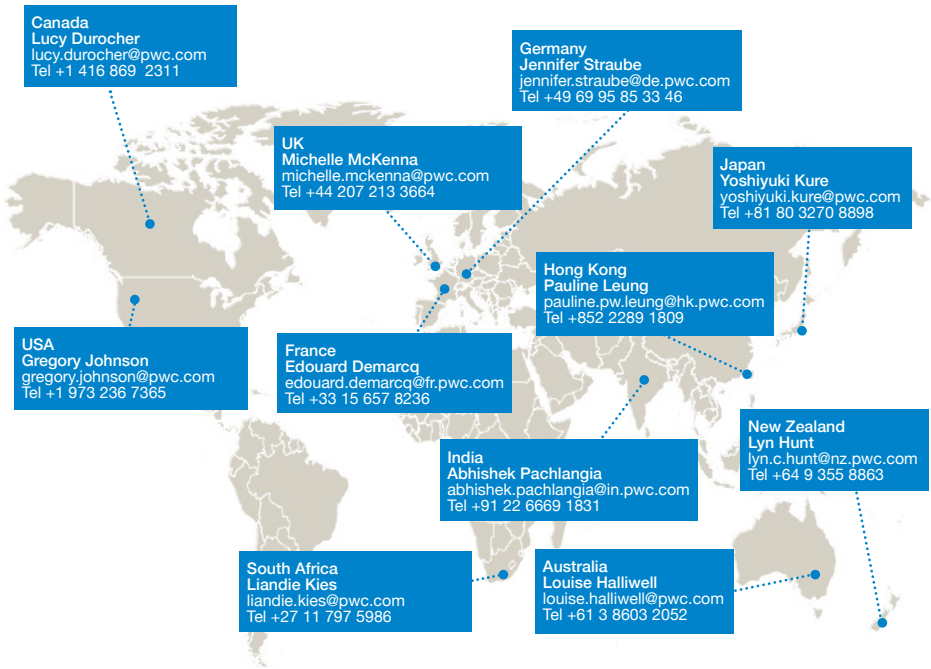 Canada
Lucy Durocher
lucy.durocher@pwc.com
Tel +1 416 869  2311
Germany
Jennifer Straube
jennifer.straube@de.pwc.com
Tel +49 69 95 85 33 46
UK
Michelle McKenna
michelle.mckenna@pwc.com
Tel +44 207 213 3664
Japan
Yoshiyuki Kure
yoshiyuki.kure@pwc.com
Tel +81 80 3270 8898
Hong Kong
Pauline Leung
pauline.pw.leung@hk.pwc.com
Tel +852 2289 1809
USA
Gregory Johnson
gregory.johnson@pwc.com
Tel +1 973 236 7365
France
Edouard Demarcq
edouard.demarcq@fr.pwc.com
Tel +33 15 657 8236
New Zealand
Lyn Hunt
lyn.c.hunt@nz.pwc.com
Tel +64 9 355 8863
India
Abhishek Pachlangia
abhishek.pachlangia@in.pwc.com
Tel +91 22 6669 1831
South Africa
Liandie Kies
liandie.kies@pwc.com
Tel +27 11 797 5986
Australia
Louise Halliwell
louise.halliwell@pwc.com
Tel +61 3 8603 2052